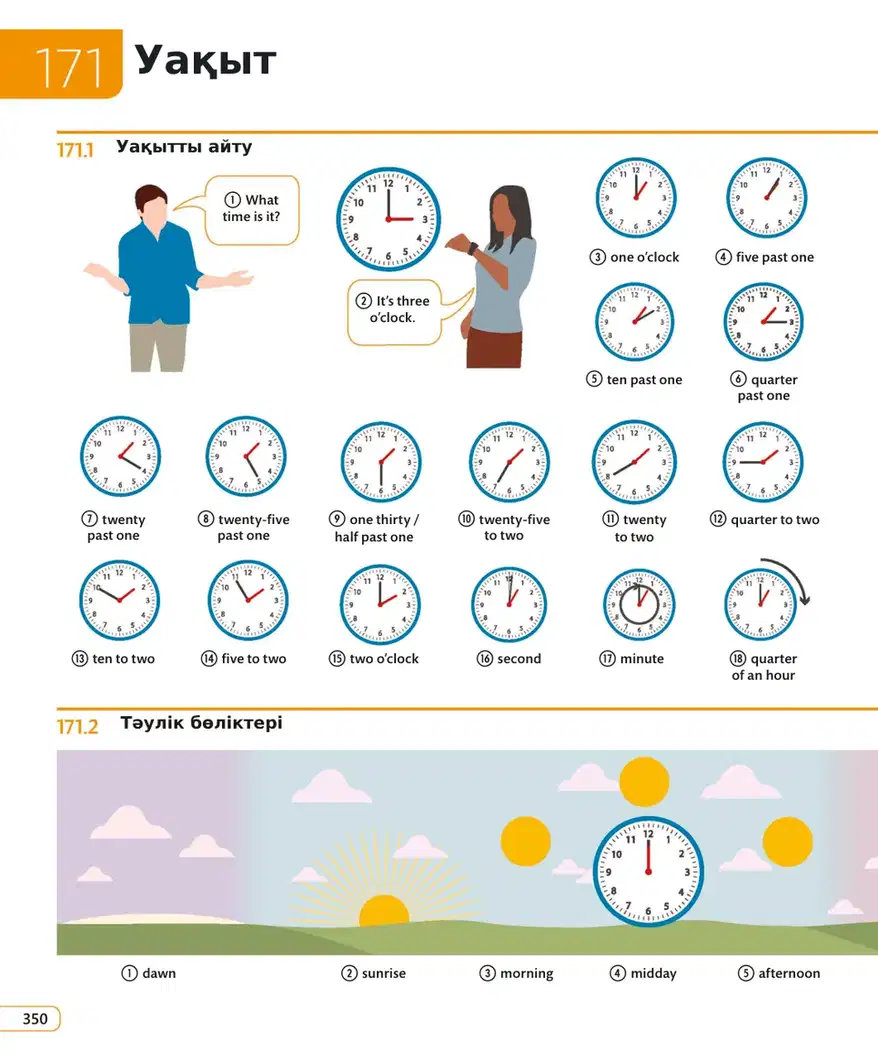 171 Уақыт
171.1 Уақытты айту
① What
time is it?
② It's three
o'clock.
③ one o'clock
④ five past one
⑤ ten past one
⑥ quarter
past one
⑦ twenty
past one
⑧ twenty-five
past one
⑨ one thirty /
half past one
⑩ twenty-five
to two
⑪ twenty
to two
⑫ quarter to two
⑬ ten to two
⑭ five to two
⑮ two o'clock
⑯ second
⑰ minute
⑱ quarter
of an hour
171.2 Тәулік бөліктері
① dawn
② sunrise
③ morning
④ midday
⑤ afternoon
350